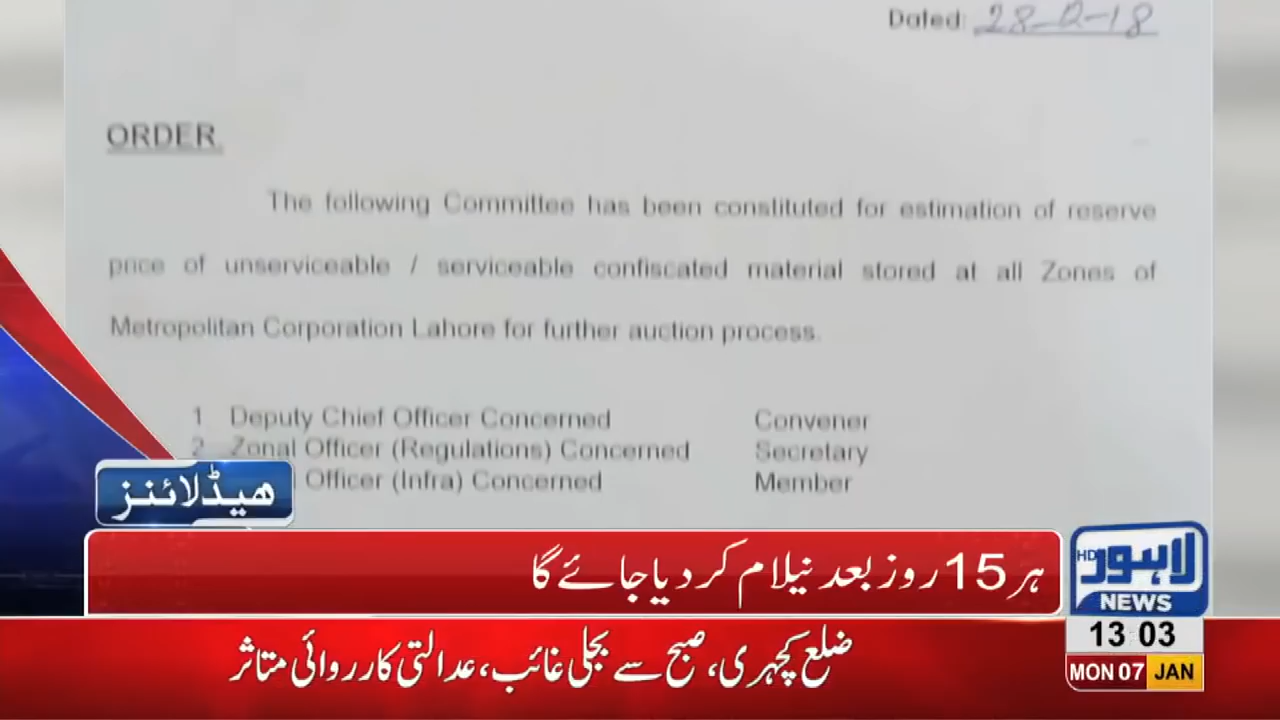 Dated: 28-2-18
ORDER.
The following Committee has been constituted for estimation of reserve
price of unserviceable / serviceable confiscated material stored at all Zones of
Metropolitan Corporation Lahore for further auction process.
1 Deputy Chief Officer Concerned Convener
2 Zonal Officer (Regulations) Concerned Secretary
Officer (Infra) Concerned Member
ھیڈلائنز
ہر 15 روز بعد نیلام کر دیا جائے گا
ضلع کچہری، صبح سے بجلی غائب، عدالتی کارروائی متاثر
لاہور HD
NEWS
13:03
MON 07 JAN